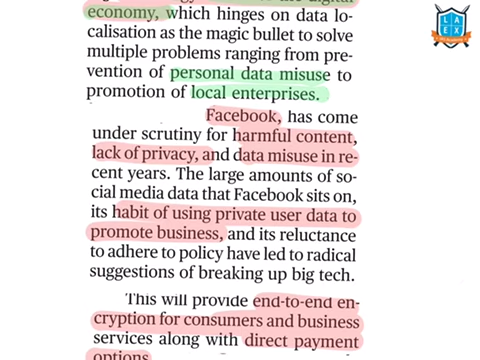 economy, which hinges on data lo-
calisation as the magic bullet to solve
multiple problems ranging from pre-
vention of personal data misuse to
promotion of local enterprises.
Facebook, has come
under scrutiny for harmful content,
lack of privacy, and data misuse in re-
cent years. The large amounts of so-
cial media data that Facebook sits on,
its habit of using private user data to
promote business, and its reluctance
to adhere to policy have led to radical
suggestions of breaking up big tech.
This will provide end-to-end en-
cryption for consumers and business
services along with direct payment
options
LA
EX